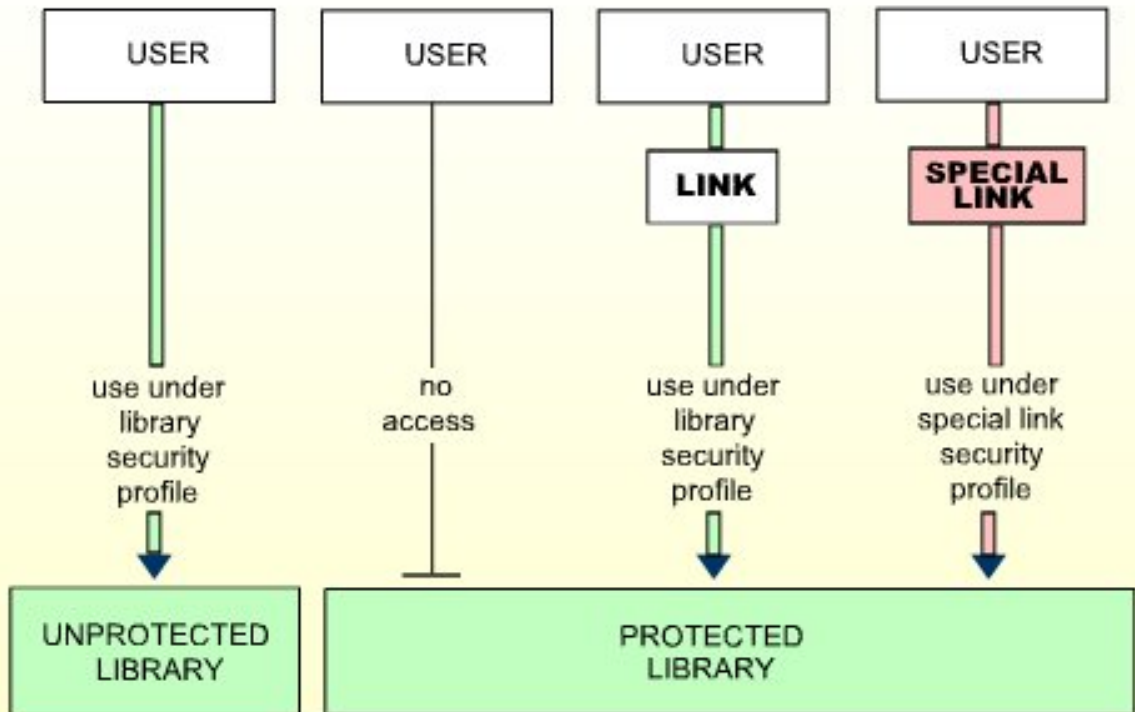 USER
USER
USER
USER
LINK
SPECIAL
LINK
use under
library
security
profile
no
access
use under
library
security
profile
use under
special link
security
profile
UNPROTECTED
LIBRARY
PROTECTED
LIBRARY